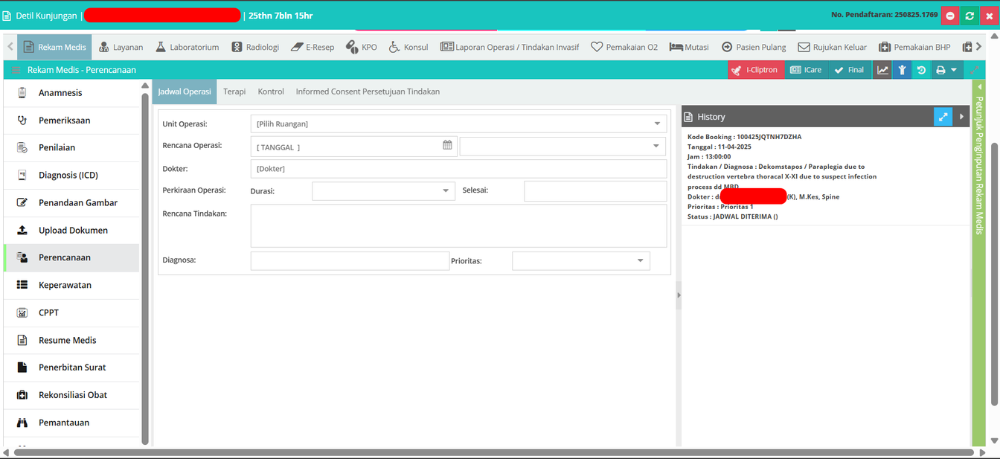 Detil Kunjungan | | 25thn 7bln 15hr
No. Pendaftaran: 250825.1769
Rekam Medis
Layanan
Laboratorium
Radiologi
E-Resep
KPO
Konsul
Laporan Operasi / Tindakan Invasif
Pemakaian O2
Mutasi
Pasien Pulang
Rujukan Keluar
Pemakaian BHP
Rekam Medis - Perencanaan
I-Cliptron
ICare
Final
Anamnesis
Pemeriksaan
Penilaian
Diagnosis (ICD)
Penandaan Gambar
Upload Dokumen
Perencanaan
Keperawatan
CPPT
Resume Medis
Penerbitan Surat
Rekonsiliasi Obat
Pemantauan
Jadwal Operasi
Terapi
Kontrol
Informed Consent Persetujuan Tindakan
Unit Operasi:
[Pilih Ruangan]
Rencana Operasi:
[ TANGGAL ]
Dokter:
[Dokter]
Perkiraan Operasi:
Durasi:
Selesai:
Rencana Tindakan:
Diagnosa:
Prioritas:
History
Kode Booking : 100425JQTNH7DZHA
Tanggal : 11-04-2025
Jam : 13:00:00
Tindakan / Diagnosa : Dekomstapos / Paraplegia due to
destruction vertebra thoracal X-XI due to suspect infection
process dd MBD
Dokter : (K), M.Kes, Spine
Prioritas : Prioritas 1
Status : JADWAL DITERIMA ()
Petunjuk Penginputan Rekam Medis